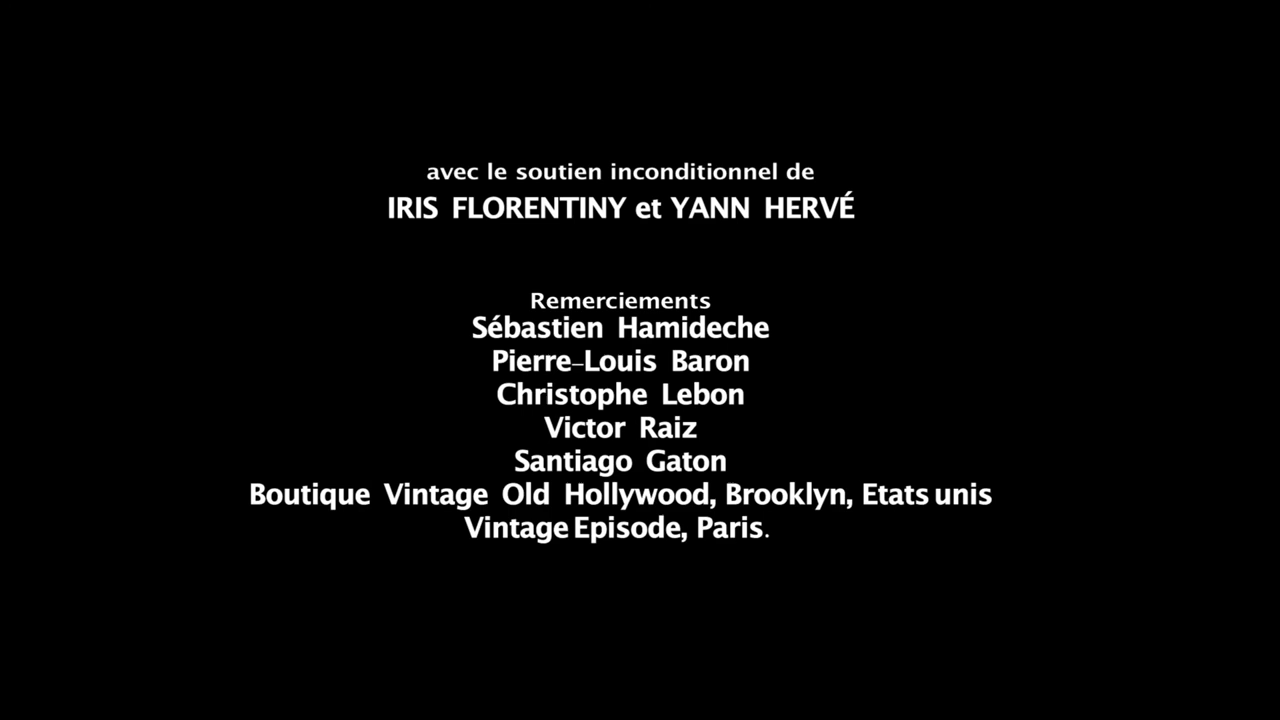 avec le soutien inconditionnel de
IRIS FLORENTINY et YANN HERVÉ
Remerciements
Sébastien Hamideche
Pierre-Louis Baron
Christophe Lebon
Victor Raiz
Santiago Gaton
Boutique Vintage Old Hollywood, Brooklyn, Etats unis
Vintage Episode, Paris.